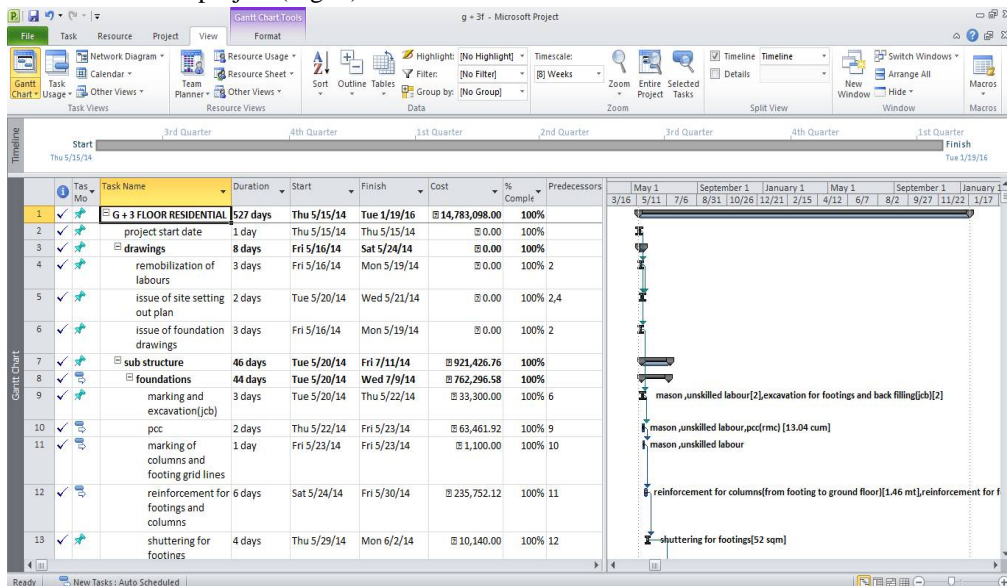 Gantt Chart Tools
g + 3f - Microsoft Project
File Task Resource Project View Format
Gantt Chart
Task Usage
Network Diagram
Calendar
Other Views
Task Views
Team Planner
Resource Usage
Resource Sheet
Other Views
Resource Views
Sort
Outline
Tables
Highlight: [No Highlight]
Filter: [No Filter]
Group by: [No Group]
Data
Timescale:
[8] Weeks
Zoom
Entire Project
Selected Tasks
Zoom
Timeline Timeline
Details
Split View
New Window
Switch Windows
Arrange All
Hide
Window
Macros
Macros
Timeline
3rd Quarter 4th Quarter 1st Quarter 2nd Quarter 3rd Quarter 4th Quarter 1st Quarter
Start
Thu 5/15/14
Finish
Tue 1/19/16
Gantt Chart
Tas Mo Task Name Duration Start Finish Cost % Comple Predecessors
May 1 September 1 January 1 May 1 September 1 January 1
3/16 5/11 7/6 8/31 10/26 12/21 2/15 4/12 6/7 8/2 9/27 11/22 1/17
1 G + 3 FLOOR RESIDENTIAL 527 days Thu 5/15/14 Tue 1/19/16 14,783,098.00 100%
2 project start date 1 day Thu 5/15/14 Thu 5/15/14 0.00 100%
3 drawings 8 days Fri 5/16/14 Sat 5/24/14 0.00 100%
4 remobilization of labours 3 days Fri 5/16/14 Mon 5/19/14 0.00 100% 2
5 issue of site setting out plan 2 days Tue 5/20/14 Wed 5/21/14 0.00 100% 2,4
6 issue of foundation drawings 3 days Fri 5/16/14 Mon 5/19/14 0.00 100% 2
7 sub structure 46 days Tue 5/20/14 Fri 7/11/14 921,426.76 100%
8 foundations 44 days Tue 5/20/14 Wed 7/9/14 762,296.58 100%
9 marking and excavation(jcb) 3 days Tue 5/20/14 Thu 5/22/14 33,300.00 100% 6
mason ,unskilled labour[2],excavation for footings and back filling(jcb)[2]
10 pcc 2 days Thu 5/22/14 Fri 5/23/14 63,461.92 100% 9
mason ,unskilled labour,pcc(rmc) [13.04 cum]
11 marking of columns and footing grid lines 1 day Fri 5/23/14 Fri 5/23/14 1,100.00 100% 10
mason ,unskilled labour
12 reinforcement for footings and columns 6 days Sat 5/24/14 Fri 5/30/14 235,752.12 100% 11
reinforcement for columns(from footing to ground floor)[1.46 mt],reinforcement for f
13 shuttering for footings 4 days Thu 5/29/14 Mon 6/2/14 10,140.00 100% 12
shuttering for footings[52 sqm]
Ready New Tasks : Auto Scheduled